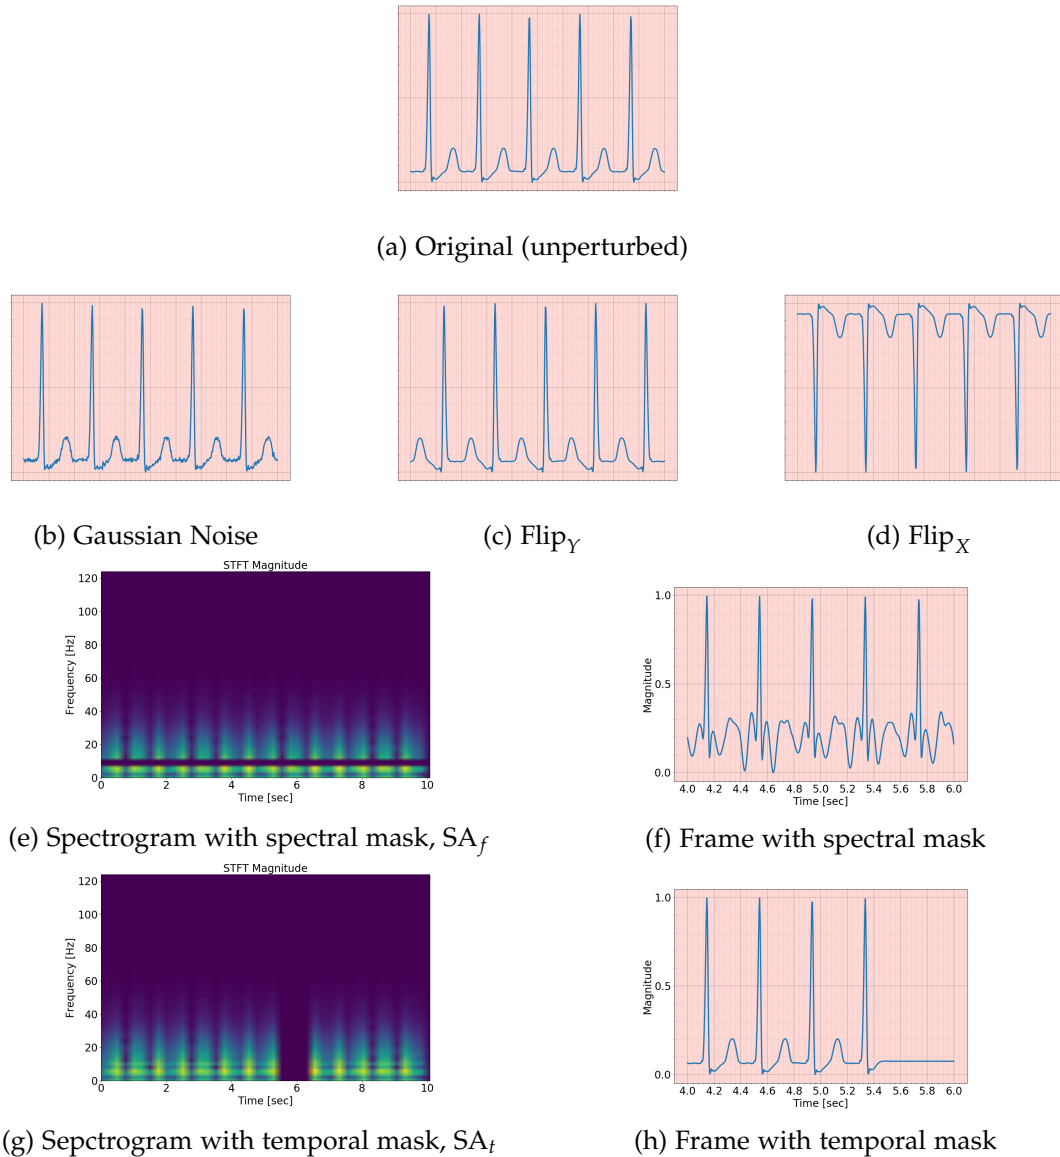 (a) Original (unperturbed)
(b) Gaussian Noise
(c) Flip_Y
(d) Flip_X
STFT Magnitude
120
100
80
60
40
20
0
Frequency [Hz]
0 2 4 6 8 10
Time [sec]
1.0
0.5
0.0
Magnitude
4.0 4.2 4.4 4.6 4.8 5.0 5.2 5.4 5.6 5.8 6.0
Time [sec]
(e) Spectrogram with spectral mask, SA_f
(f) Frame with spectral mask
STFT Magnitude
120
100
80
60
40
20
0
Frequency [Hz]
0 2 4 6 8 10
Time [sec]
1.0
0.5
0.0
Magnitude
4.0 4.2 4.4 4.6 4.8 5.0 5.2 5.4 5.6 5.8 6.0
Time [sec]
(g) Sepctrogram with temporal mask, SA_t
(h) Frame with temporal mask